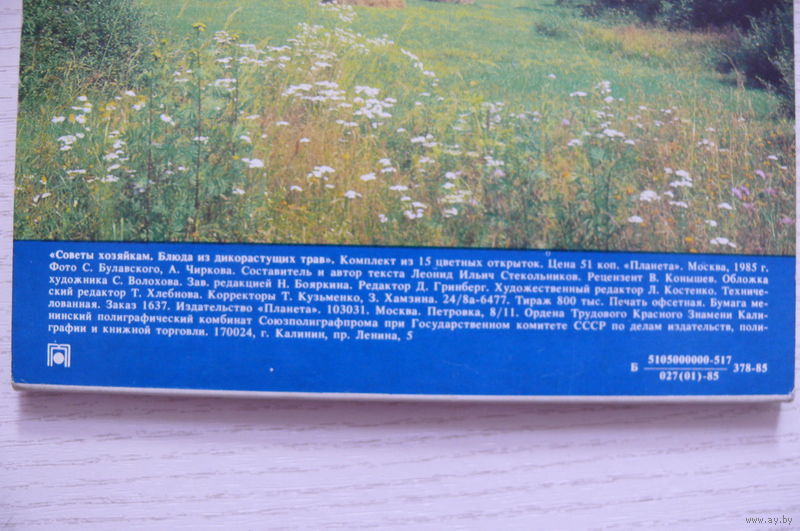 «Советы хозяйкам. Блюда из дикорастущих трав». Комплект из 15 цветных открыток. Цена 51 коп. «Планета». Москва, 1985 г.
Фото С. Булавского, А. Чиркова. Составитель и автор текста Леонид Ильич Стекольников. Рецензент В. Конышев. Обложка
художника С. Волохова. Зав. редакцией Н. Бояркина. Редактор Д. Гринберг. Художественный редактор Л. Костенко. Техниче-
ский редактор Т. Хлебнова. Корректоры Т. Кузьменко, З. Хамзина. 24/8а-6477. Тираж 800 тыс. Печать офсетная. Бумага ме-
лованная. Заказ 1637. Издательство «Планета». 103031. Москва. Петровка, 8/11. Ордена Трудового Красного Знамени Кали-
нинский полиграфический комбинат Союзполиграфпрома при Государственном комитете СССР по делам издательств, поли-
графии и книжной торговли. 170024, г. Калинин, пр. Ленина, 5
Б 5105000000-517 378-85
027(01)-85
www.ay.by